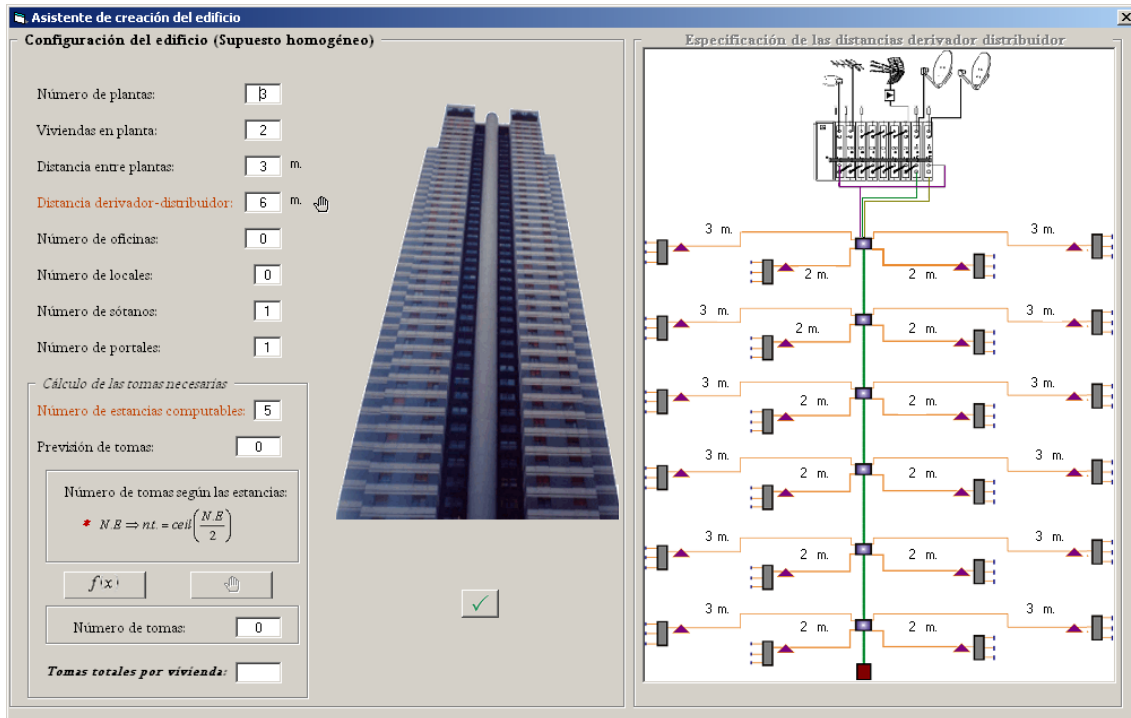 Asistente de creación del edificio
Configuración del edificio (Supuesto homogéneo)
Número de plantas: 3
Viviendas en planta: 2
Distancia entre plantas: 3 m.
Distancia derivador-distribuidor: 6 m.
Número de oficinas: 0
Número de locales: 0
Número de sótanos: 1
Número de portales: 1
Cálculo de las tomas necesarias
Número de estancias computables: 5
Previsión de tomas: 0
Número de tomas según las estancias:
* N.E ⇒ n.t. = ceil(N.E/2)
f(x)
Número de tomas: 0
Tomas totales por vivienda:
Especificación de las distancias derivador distribuidor
3 m. 3 m.
2 m. 2 m.
3 m. 3 m.
2 m. 2 m.
3 m. 3 m.
2 m. 2 m.
3 m. 3 m.
2 m. 2 m.
3 m. 3 m.
2 m. 2 m.
3 m. 3 m.
2 m. 2 m.